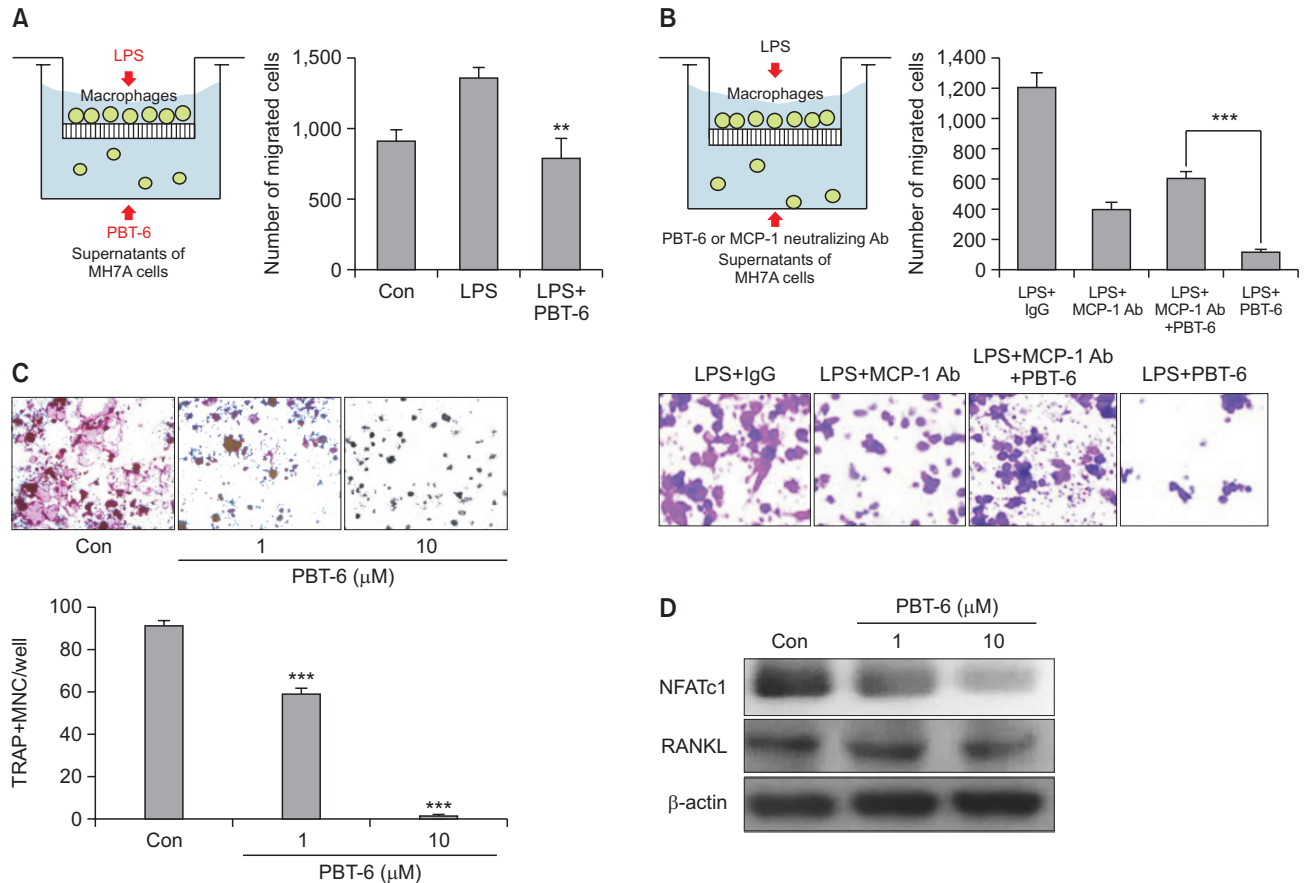 A
LPS
Macrophages
PBT-6
Supernatants of
MH7A cells
Number of migrated cells
1,500
1,000
500
0
**
Con
LPS
LPS+
PBT-6
B
LPS
Macrophages
PBT-6 or MCP-1 neutralizing Ab
Supernatants of
MH7A cells
Number of migrated cells
1,400
1,200
1,000
800
600
400
200
0
***
LPS+
IgG
LPS+
MCP-1 Ab
LPS+
MCP-1 Ab
+PBT-6
LPS+
PBT-6
LPS+IgG
LPS+MCP-1 Ab
LPS+MCP-1 Ab
+PBT-6
LPS+PBT-6
C
Con
1
10
PBT-6 (μM)
TRAP+MNC/well
100
80
60
40
20
0
***
***
Con
1
10
PBT-6 (μM)
D
PBT-6 (μM)
Con
1
10
NFATc1
RANKL
β-actin